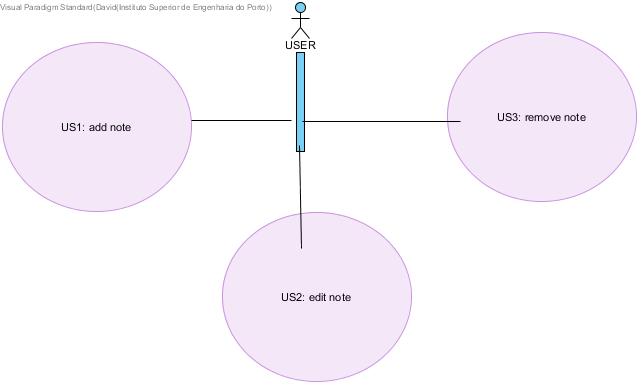 Visual Paradigm Standard(David(Instituto Superior de Engenharia do Porto))
USER
US1: add note
US3: remove note
US2: edit note